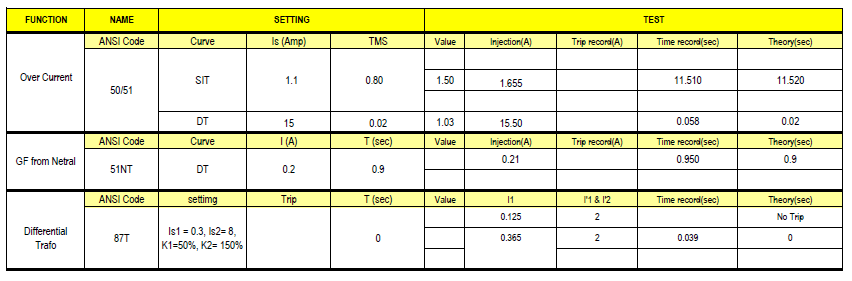 FUNCTION NAME SETTING TEST
ANSI Code Curve Is (Amp) TMS Value Injection(A) Trip record(A) Time record(sec) Theory(sec)
Over Current 50/51 SIT 1.1 0.80 1.50 1.655 11.510 11.520
DT 15 0.02 1.03 15.50 0.058 0.02
ANSI Code Curve I (A) T (sec) Value Injection(A) Trip record(A) Time record(sec) Theory(sec)
GF from Netral 51NT DT 0.2 0.9 0.21 0.950 0.9
ANSI Code settimg Trip T (sec) Value I1 I'1 & I'2 Time record(sec) Theory(sec)
0.125 2 No Trip
Differential Trafo 87T Is1 = 0.3, Is2= 8, 0 0.365 2 0.039 0
K1=50%, K2= 150%